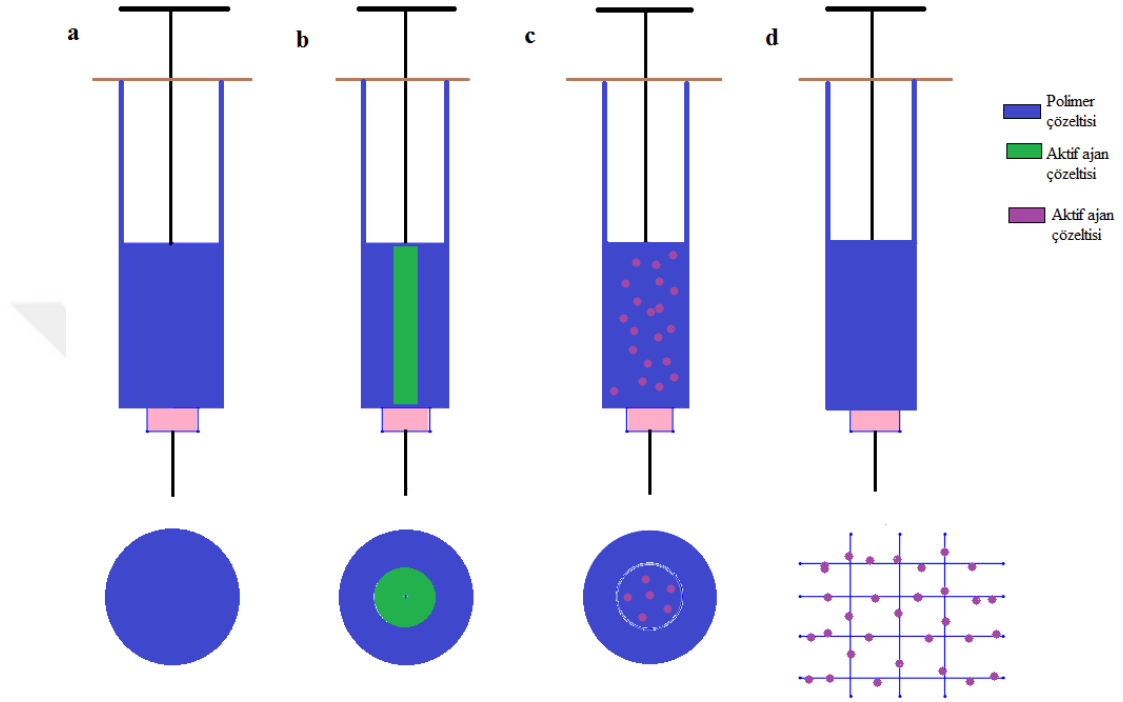 a
b
c
d
Polimer
çözeltisi
Aktif ajan
çözeltisi
Aktif ajan
çözeltisi